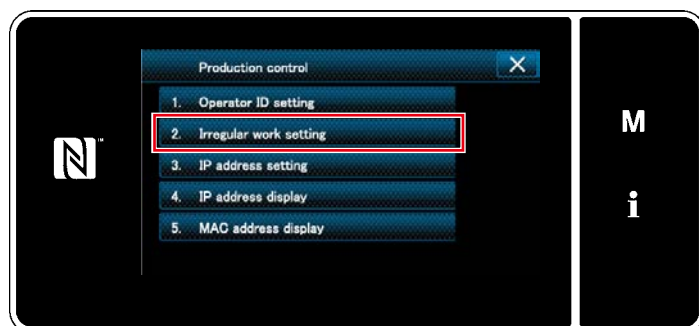 Production control
1. Operator ID setting
2. Irregular work setting
3. IP address setting
4. IP address display
5. MAC address display
M
i
N